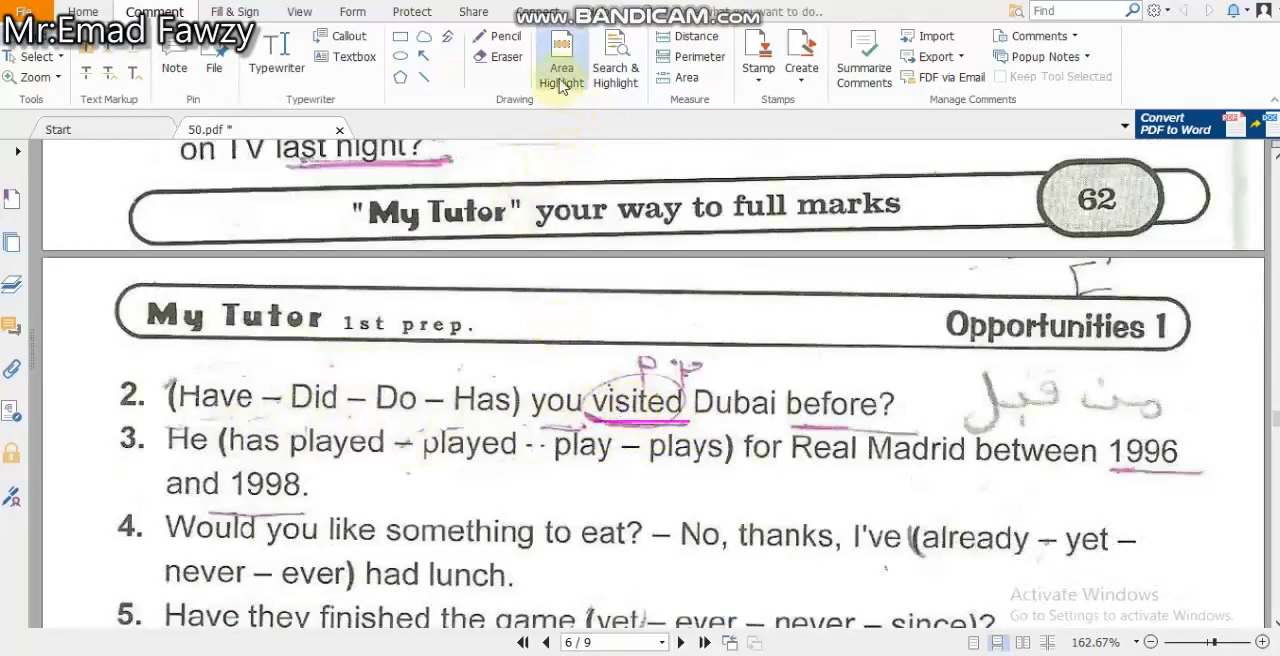 www.BANDICAM.com
Mr:Emad Fawzy
Home Comment Fill & Sign View Form Protect Share Connect what you want to do.. Find
Select Zoom Tools
Text Markup
Note File Pin
Typewriter Callout Textbox Typewriter
Pencil Eraser Area Highlight Search & Highlight Drawing
Distance Perimeter Area Measure
Stamp Create Stamps
Summarize Comments Import Export FDF via Email Comments Popup Notes Keep Tool Selected Manage Comments
Start 50.pdf *
Convert PDF to Word
on TV last night?
"My Tutor" your way to full marks 62
My Tutor 1st prep. Opportunities 1
P.P
2. (Have – Did – Do – Has) you visited Dubai before? من قبل
3. He (has played – played -- play – plays) for Real Madrid between 1996
and 1998.
4. Would you like something to eat? – No, thanks, I've (already – yet –
never – ever) had lunch.
5. Have they finished the game (yet – ever – never – since)?
Activate Windows
Go to Settings to activate Windows.
6 / 9 162.67%